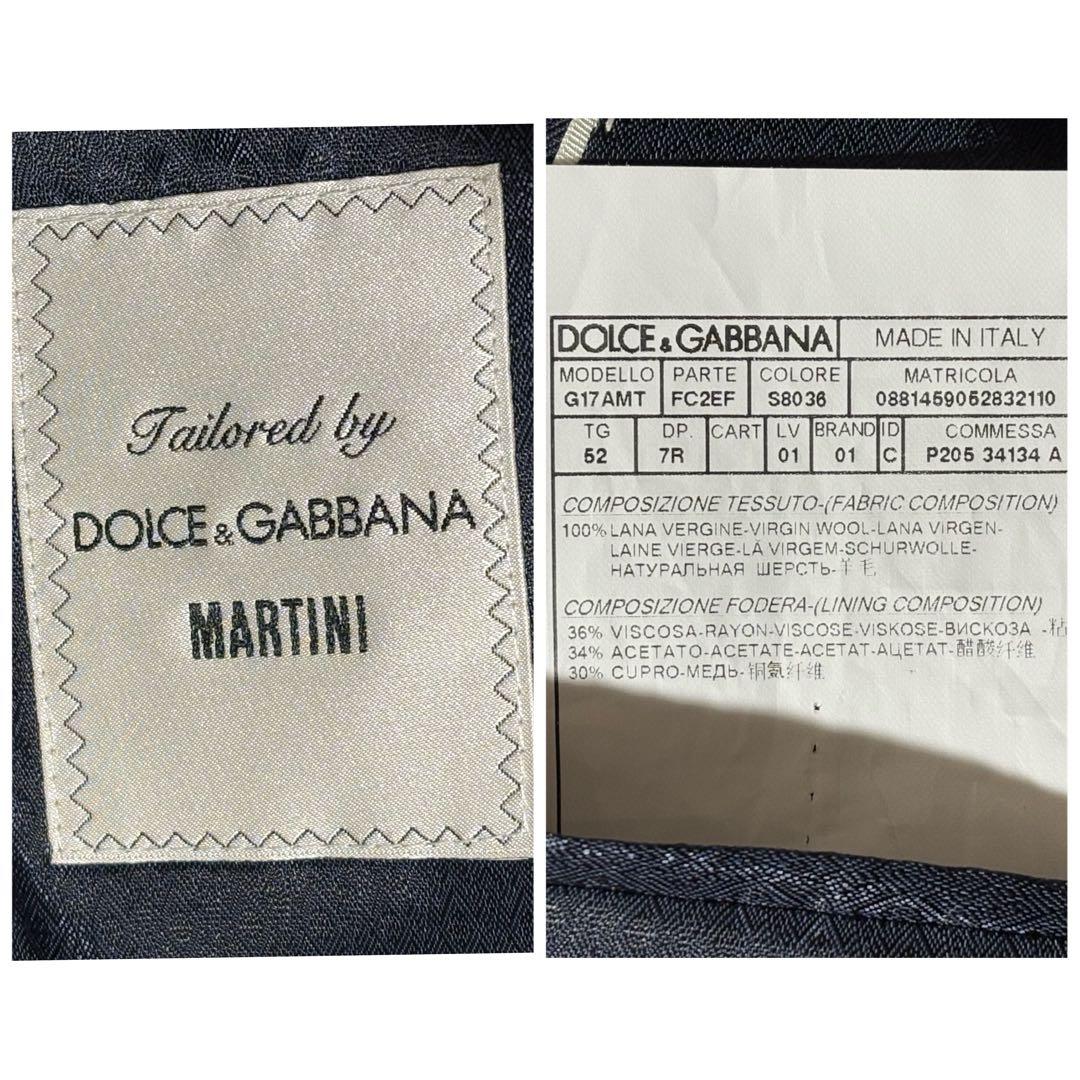 Tailored by
DOLCE & GABBANA
MARTINI
DOLCE & GABBANA MADE IN ITALY
MODELLO PARTE COLORE MATRICOLA
G17AMT FC2EF S8036 0881459052832110
TG DP. CART LV BRAND ID COMMESSA
52 7R 01 01 C P205 34134 A
COMPOSIZIONE TESSUTO-(FABRIC COMPOSITION)
100% LANA VERGINE-VIRGIN WOOL-LANA VIRGEN-
LAINE VIERGE-LÃ VIRGEM-SCHURWOLLE-
НАТУРАЛЬНАЯ ШЕРСТЬ-羊毛
COMPOSIZIONE FODERA-(LINING COMPOSITION)
36% VISCOSA-RAYON-VISCOSE-VISKOSE-ВИСКОЗА -粘
34% ACETATO-ACETATE-ACETAT-АЦЕТАТ-醋酸纤维
30% CUPRO-МЕДЬ-铜氨纤维